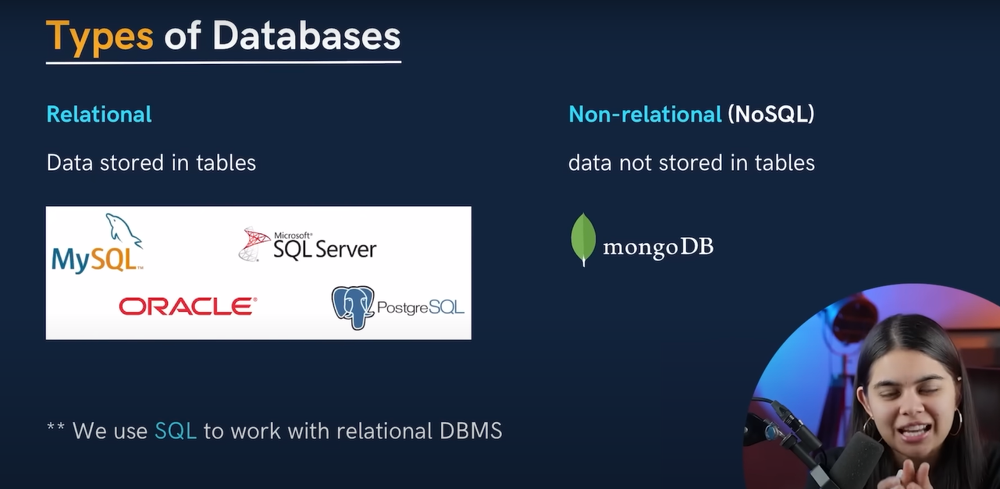 Types of Databases
Relational
Data stored in tables
MySQL™
Microsoft®
SQL Server
ORACLE®
PostgreSQL
Non-relational (NoSQL)
data not stored in tables
mongoDB
** We use SQL to work with relational DBMS